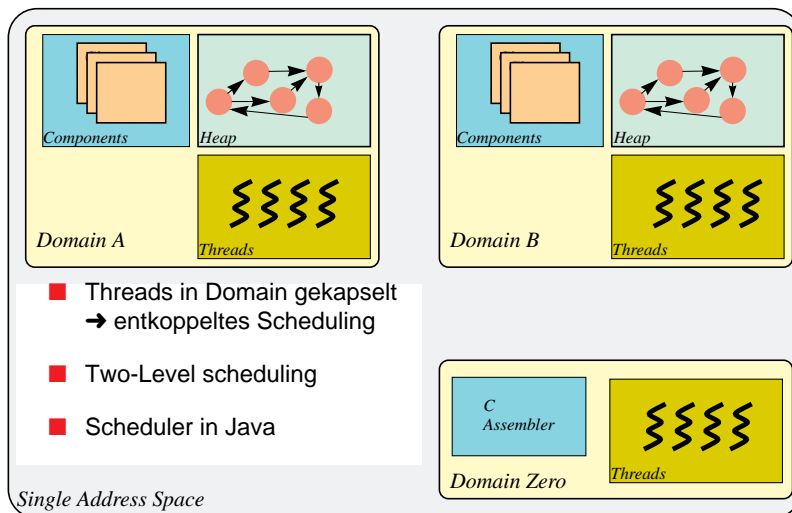 Components
Heap
Domain A
Threads
Components
Heap
Domain B
Threads
Threads in Domain gekapselt
➔ entkoppeltes Scheduling
Two-Level scheduling
Scheduler in Java
C
Assembler
Domain Zero
Threads
Single Address Space